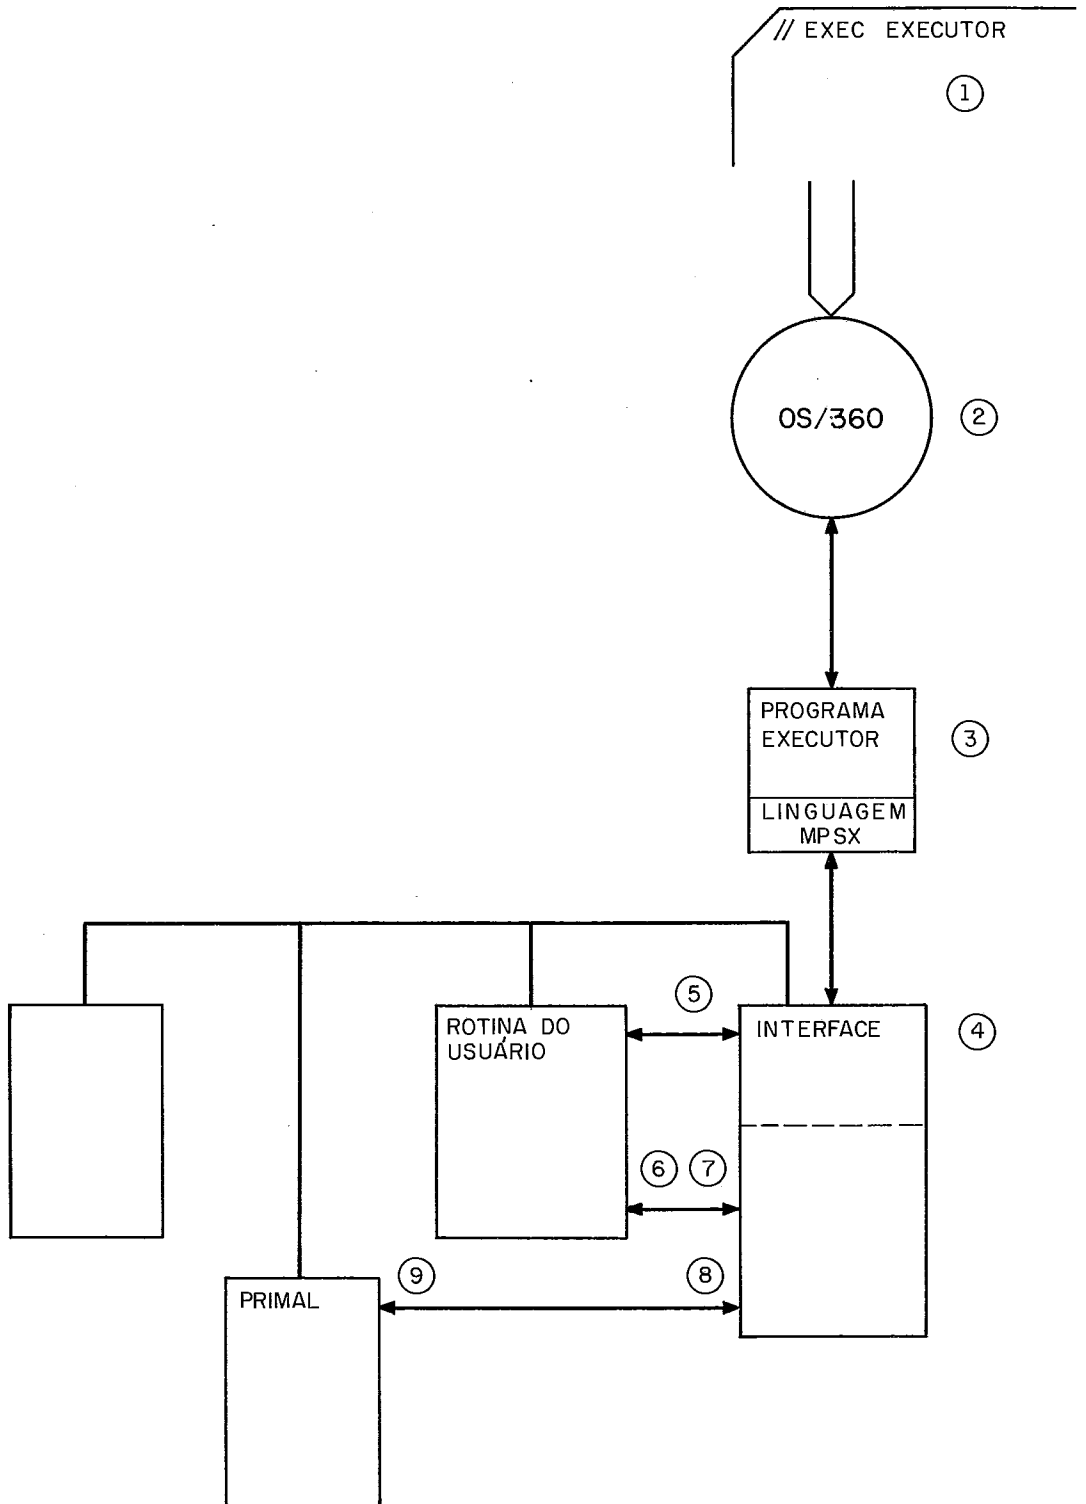 // EXEC EXECUTOR
1
OS/360
2
PROGRAMA
EXECUTOR
3
LINGUAGEM
MPSX
5
ROTINA DO
USUÁRIO
INTERFACE
4
6 7
9
8
PRIMAL